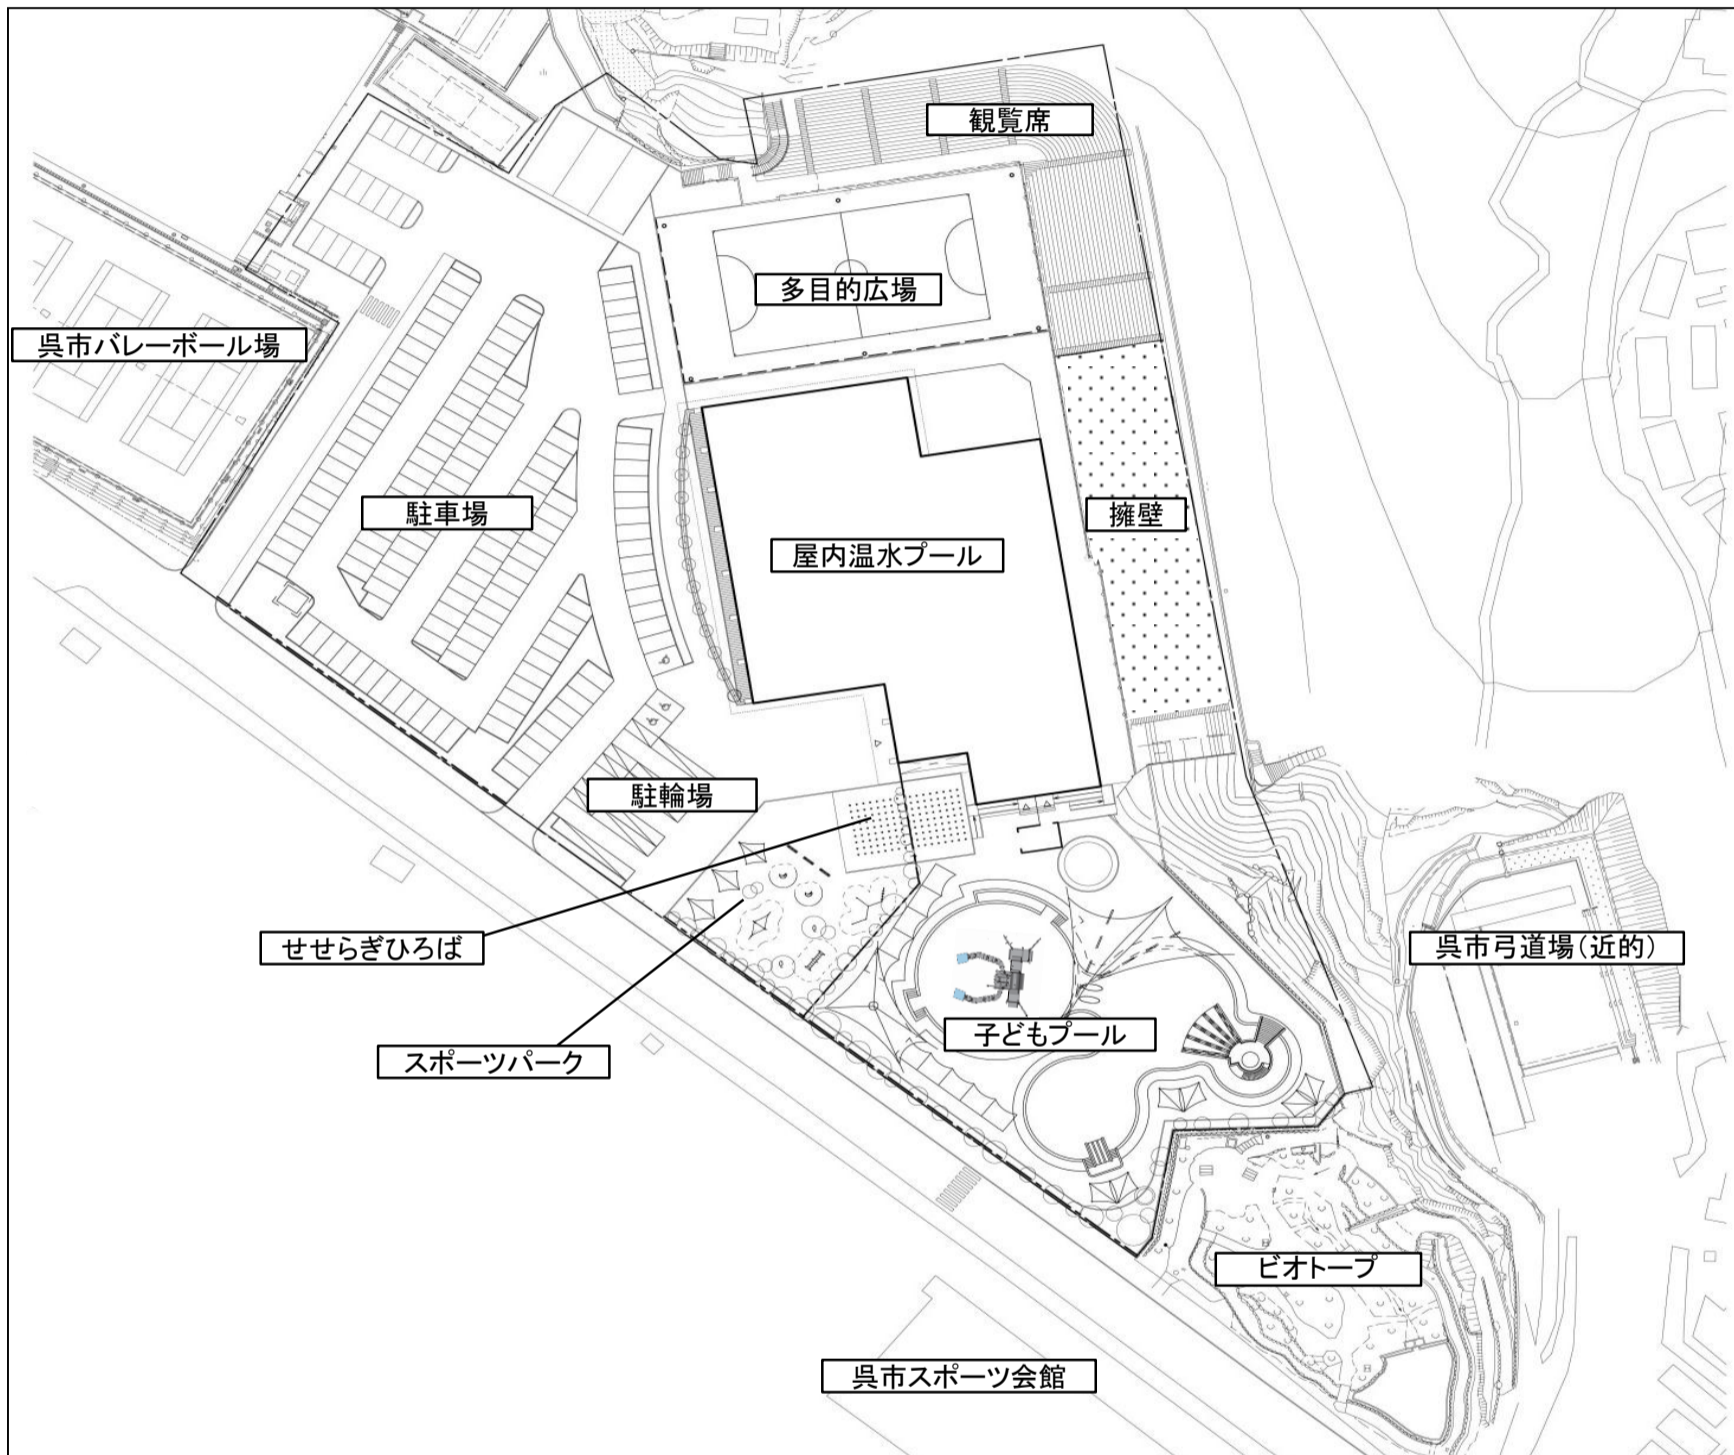 観覧席
多目的広場
呉市バレーボール場
駐車場
擁壁
屋内温水プール
駐輪場
せせらぎひろば
呉市弓道場(近的)
子どもプール
スポーツパーク
ビオトープ
呉市スポーツ会館